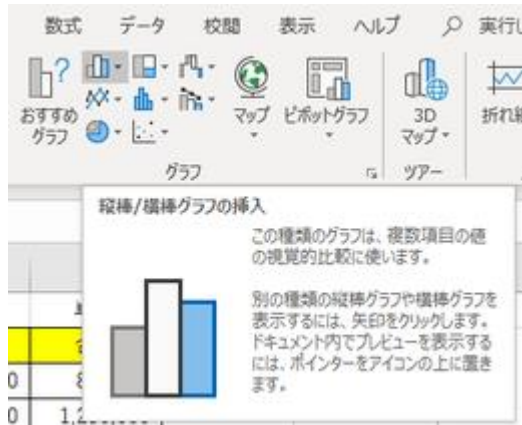 数式 データ 校閲 表示 ヘルプ 実行し
おすすめ
グラフ
マップ ピボットグラフ
3D
マップ
折れ線
グラフ
ツアー
縦棒/横棒グラフの挿入
この種類のグラフは、複数項目の値
の視覚的比較に使います。
別の種類の縦棒グラフや横棒グラフを
表示するには、矢印をクリックします。
ドキュメント内でプレビューを表示する
には、ポインターをアイコンの上に置き
ます。